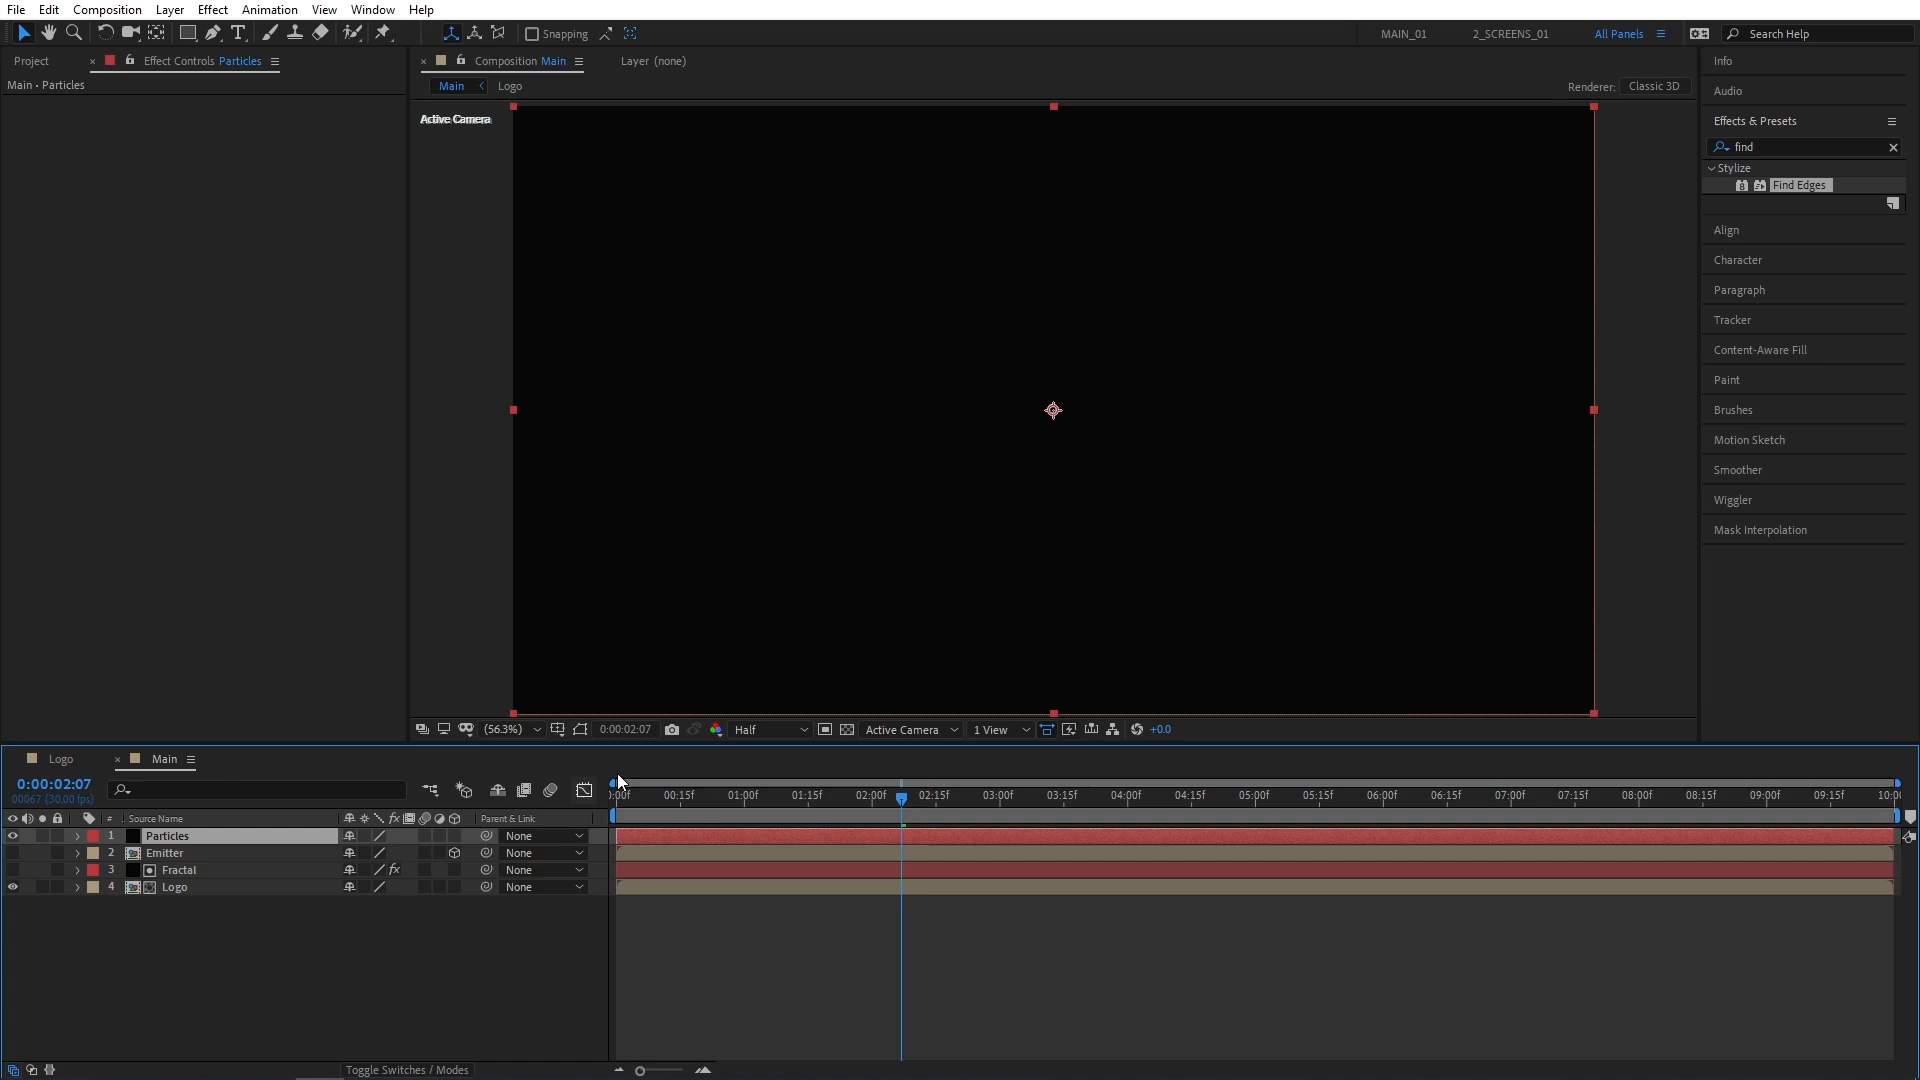 File Edit Composition Layer Effect Animation View Window Help
Snapping
MAIN_01
2_SCREENS_01
All Panels
Search Help
Project
Effect Controls Particles
Composition Main
Layer (none)
Info
Main • Particles
Main
Logo
Renderer: Classic 3D
Audio
Active Camera
Effects & Presets
find
Stylize
8
Find Edges
Align
Character
Paragraph
Tracker
Content-Aware Fill
Paint
Brushes
Motion Sketch
Smoother
Wiggler
Mask Interpolation
(56.3%)
0:00:02:07
Half
Active Camera
1 View
+0.0
Logo
Main
0:00:02:07
00067 (30.00 fps)
):00f 00:15f 01:00f 01:15f 02:00f 02:15f 03:00f 03:15f 04:00f 04:15f 05:00f 05:15f 06:00f 06:15f 07:00f 07:15f 08:00f 08:15f 09:00f 09:15f 10:0(
# Source Name fx Parent & Link
1 Particles None
2 Emitter None
3 Fractal fx None
4 Logo None
Toggle Switches / Modes